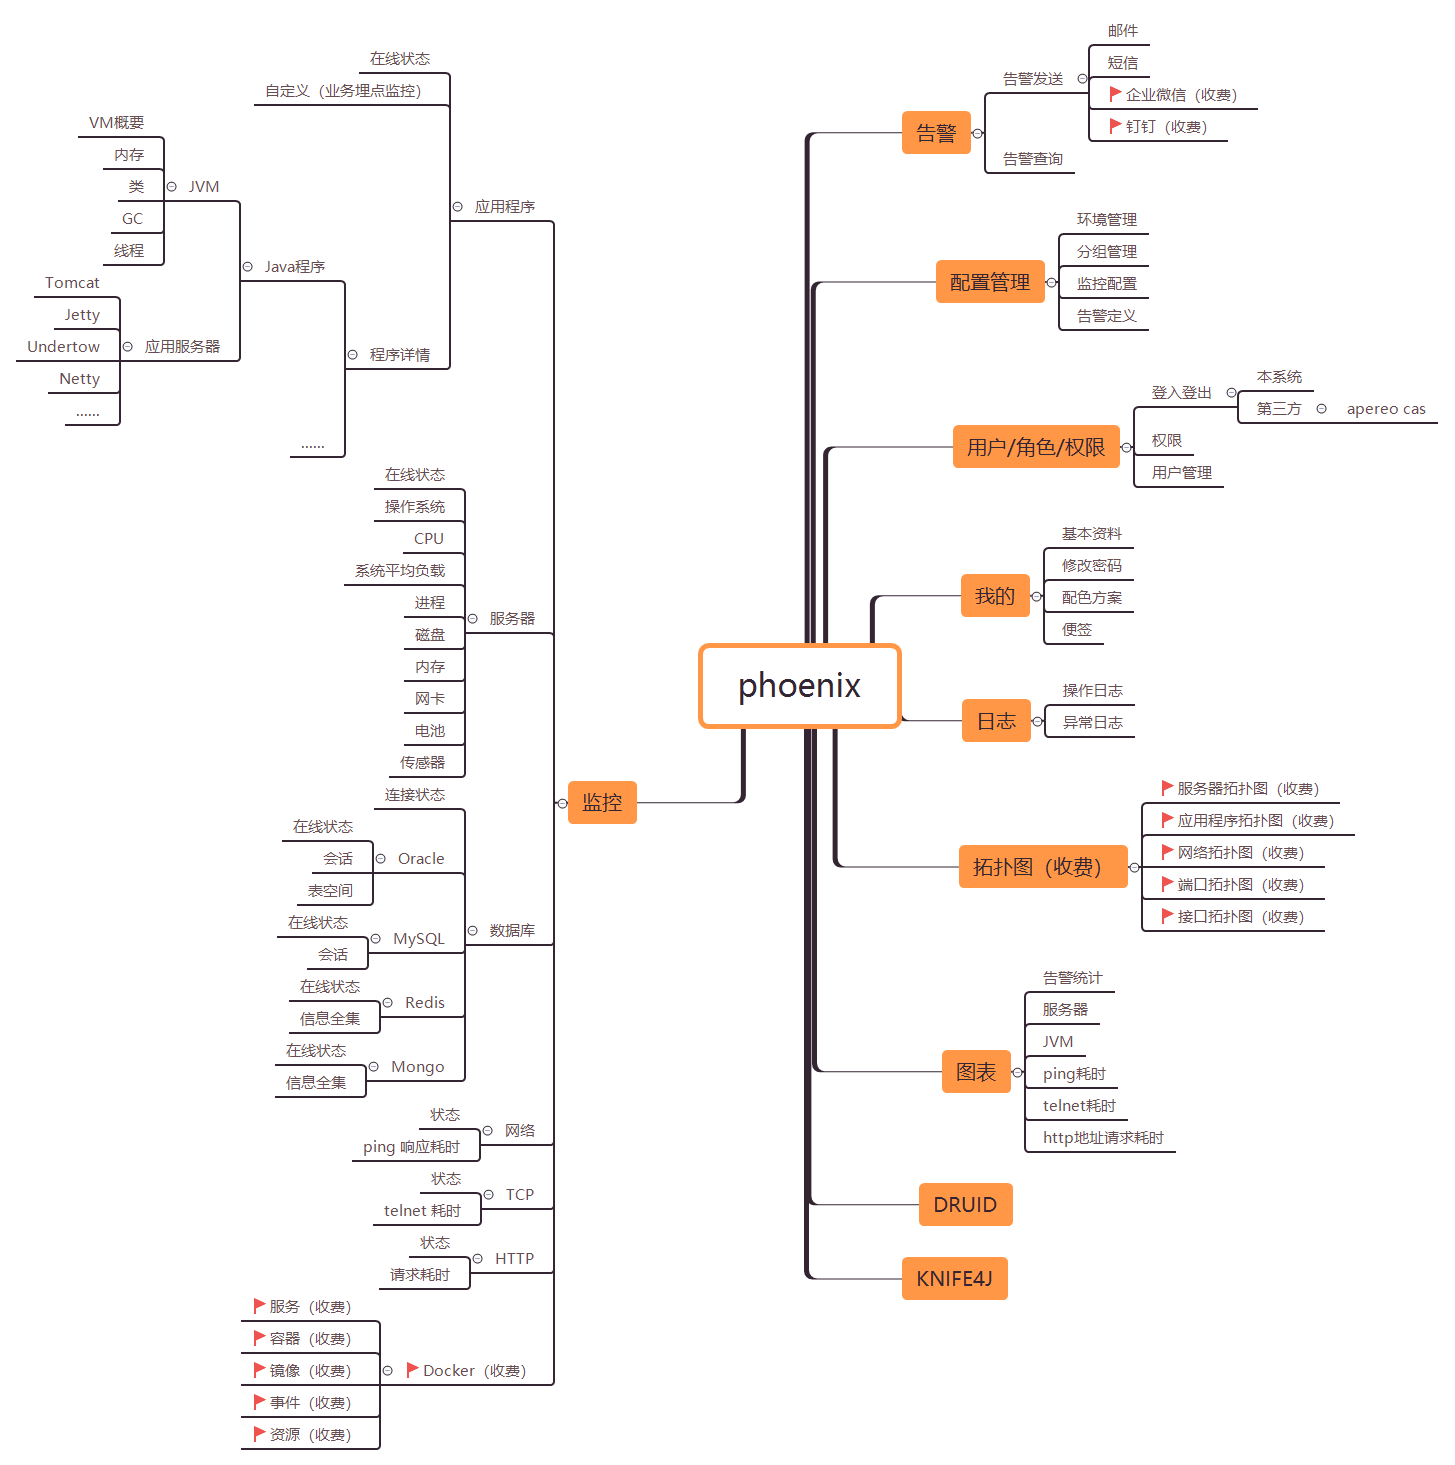 phoenix
告警
告警发送
邮件
短信
企业微信（收费）
钉钉（收费）
告警查询
配置管理
环境管理
分组管理
监控配置
告警定义
用户/角色/权限
登入登出
本系统
第三方
apereo cas
权限
用户管理
我的
基本资料
修改密码
配色方案
便签
日志
操作日志
异常日志
拓扑图（收费）
服务器拓扑图（收费）
应用程序拓扑图（收费）
网络拓扑图（收费）
端口拓扑图（收费）
接口拓扑图（收费）
图表
告警统计
服务器
JVM
ping耗时
telnet耗时
http地址请求耗时
DRUID
KNIFE4J
监控
应用程序
在线状态
自定义（业务埋点监控）
程序详情
Java程序
JVM
VM概要
内存
类
GC
线程
应用服务器
Tomcat
Jetty
Undertow
Netty
......
......
服务器
在线状态
操作系统
CPU
系统平均负载
进程
磁盘
内存
网卡
电池
传感器
数据库
连接状态
Oracle
在线状态
会话
表空间
MySQL
在线状态
会话
Redis
在线状态
信息全集
Mongo
在线状态
信息全集
网络
状态
ping 响应耗时
TCP
状态
telnet 耗时
HTTP
状态
请求耗时
Docker（收费）
服务（收费）
容器（收费）
镜像（收费）
事件（收费）
资源（收费）